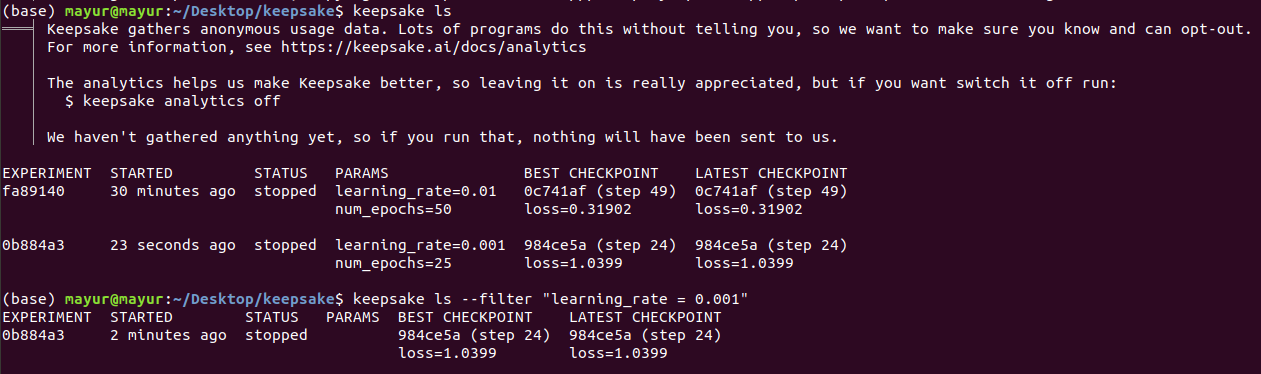 (base) mayur@mayur:~/Desktop/keepsake$ keepsake ls
Keepsake gathers anonymous usage data. Lots of programs do this without telling you, so we want to make sure you know and can opt-out.
For more information, see https://keepsake.ai/docs/analytics
The analytics helps us make Keepsake better, so leaving it on is really appreciated, but if you want switch it off run:
$ keepsake analytics off
We haven't gathered anything yet, so if you run that, nothing will have been sent to us.
EXPERIMENT STARTED STATUS PARAMS BEST CHECKPOINT LATEST CHECKPOINT
fa89140 30 minutes ago stopped learning_rate=0.01 0c741af (step 49) 0c741af (step 49)
num_epochs=50 loss=0.31902 loss=0.31902
0b884a3 23 seconds ago stopped learning_rate=0.001 984ce5a (step 24) 984ce5a (step 24)
num_epochs=25 loss=1.0399 loss=1.0399
(base) mayur@mayur:~/Desktop/keepsake$ keepsake ls --filter "learning_rate = 0.001"
EXPERIMENT STARTED STATUS PARAMS BEST CHECKPOINT LATEST CHECKPOINT
0b884a3 2 minutes ago stopped 984ce5a (step 24) 984ce5a (step 24)
loss=1.0399 loss=1.0399